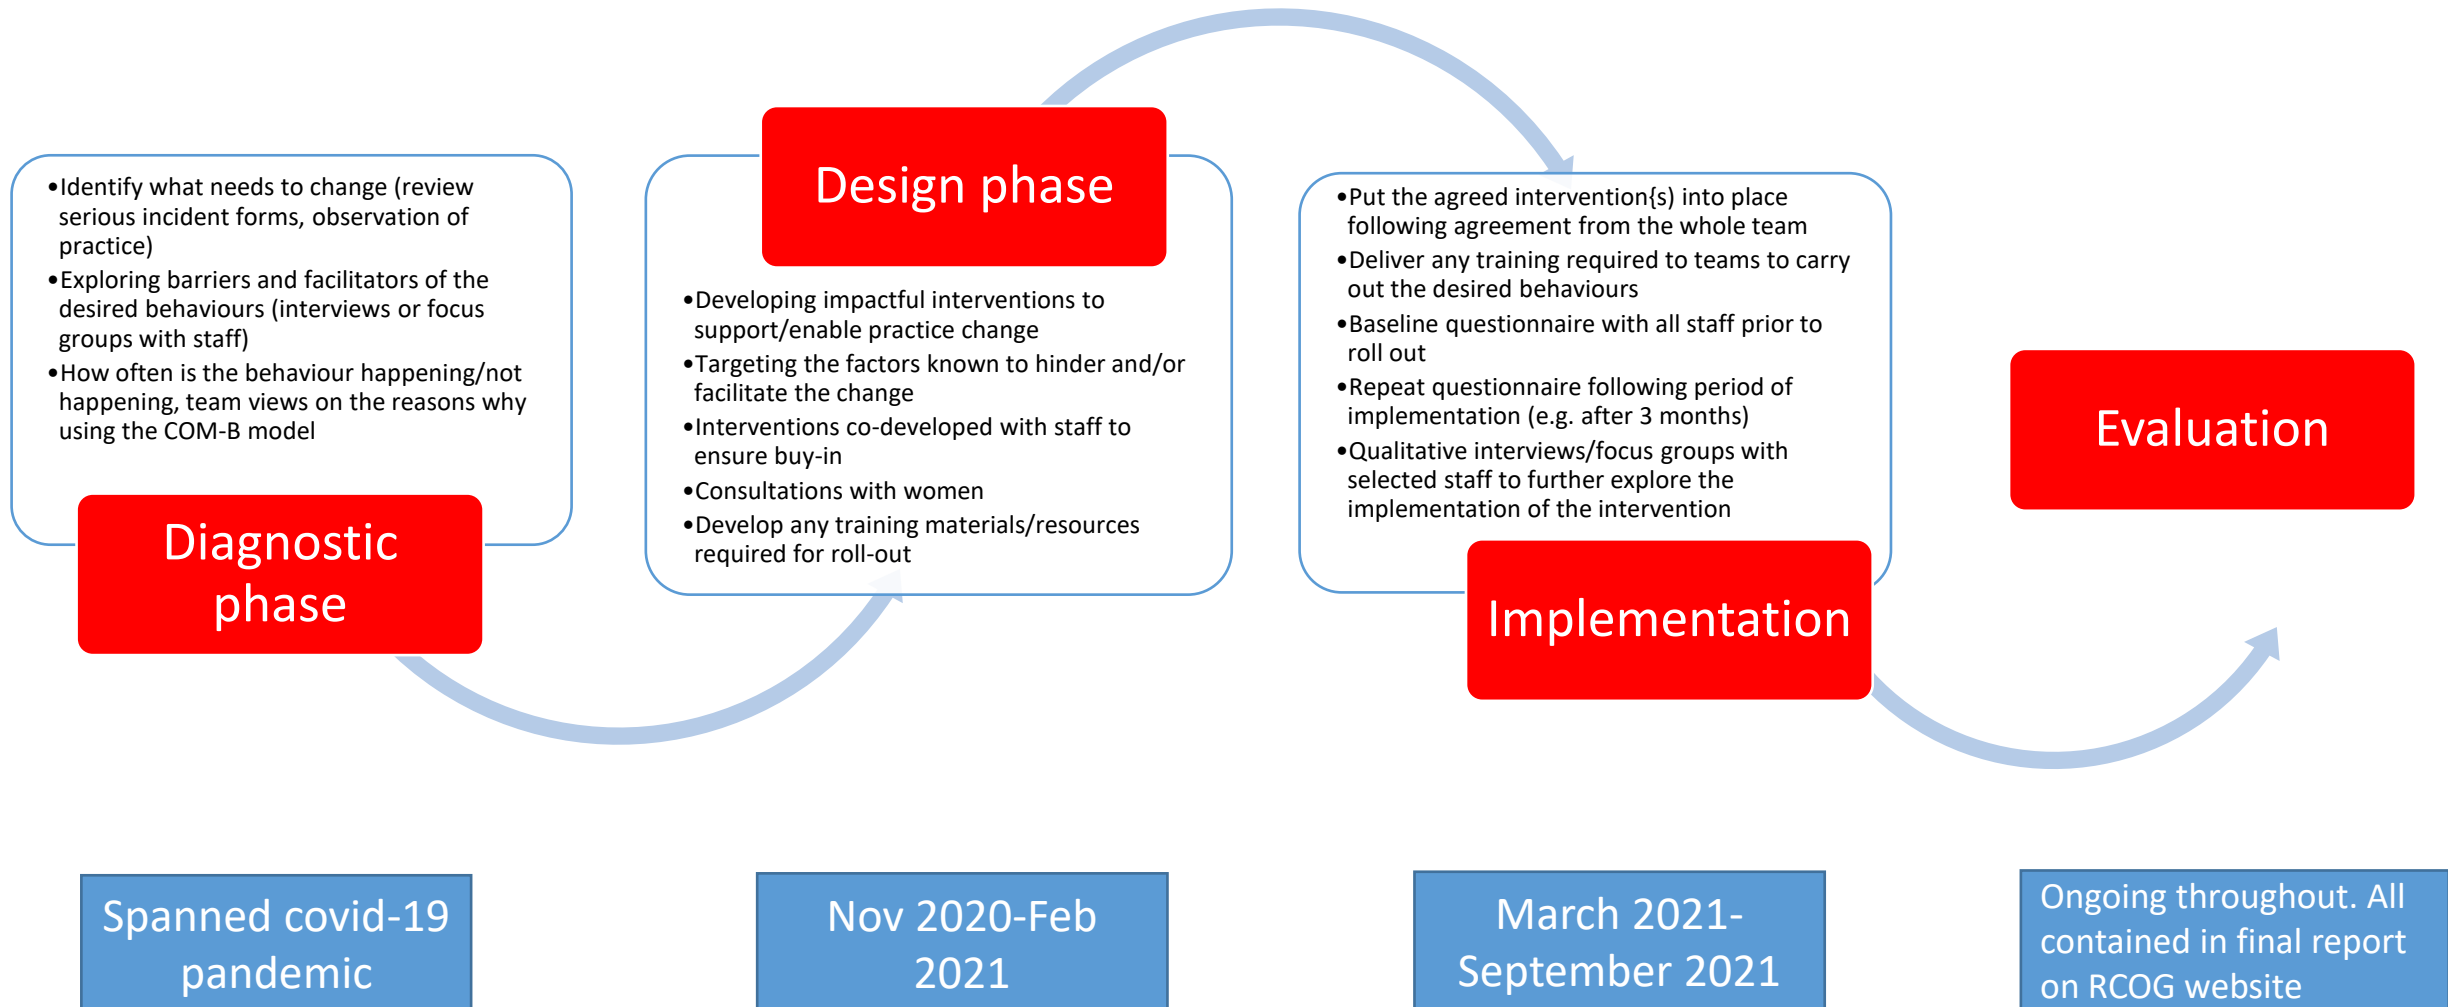 •Identify what needs to change (review
serious incident forms, observation of
practice)
•Exploring barriers and facilitators of the
desired behaviours (interviews or focus
groups with staff)
•How often is the behaviour happening/not
happening, team views on the reasons why
using the COM-B model
Diagnostic
phase
Design phase
•Developing impactful interventions to
support/enable practice change
•Targeting the factors known to hinder and/or
facilitate the change
•Interventions co-developed with staff to
ensure buy-in
•Consultations with women
•Develop any training materials/resources
required for roll-out
•Put the agreed intervention{s) into place
following agreement from the whole team
•Deliver any training required to teams to carry
out the desired behaviours
•Baseline questionnaire with all staff prior to
roll out
•Repeat questionnaire following period of
implementation (e.g. after 3 months)
•Qualitative interviews/focus groups with
selected staff to further explore the
implementation of the intervention
Implementation
Evaluation
Spanned covid-19
pandemic
Nov 2020-Feb
2021
March 2021-
September 2021
Ongoing throughout. All
contained in final report
on RCOG website